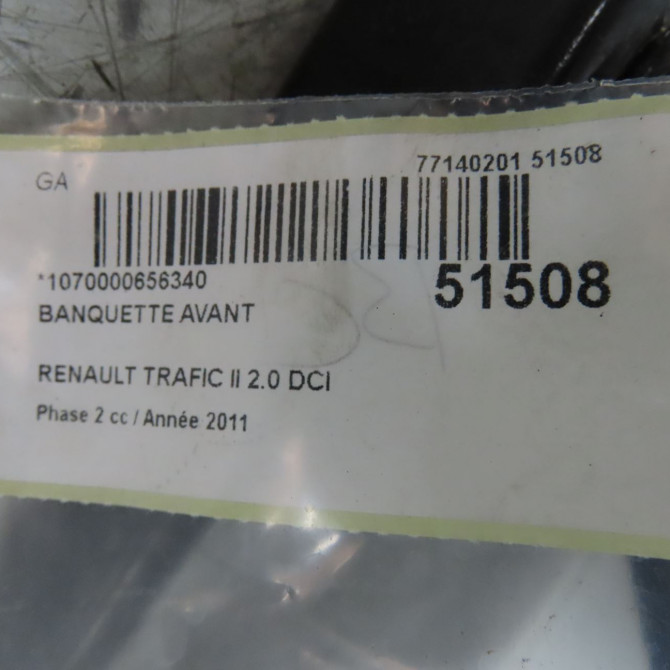 GA
77140201 51508
*1070000656340
51508
BANQUETTE AVANT
RENAULT TRAFIC II 2.0 DCI
Phase 2 cc / Année 2011